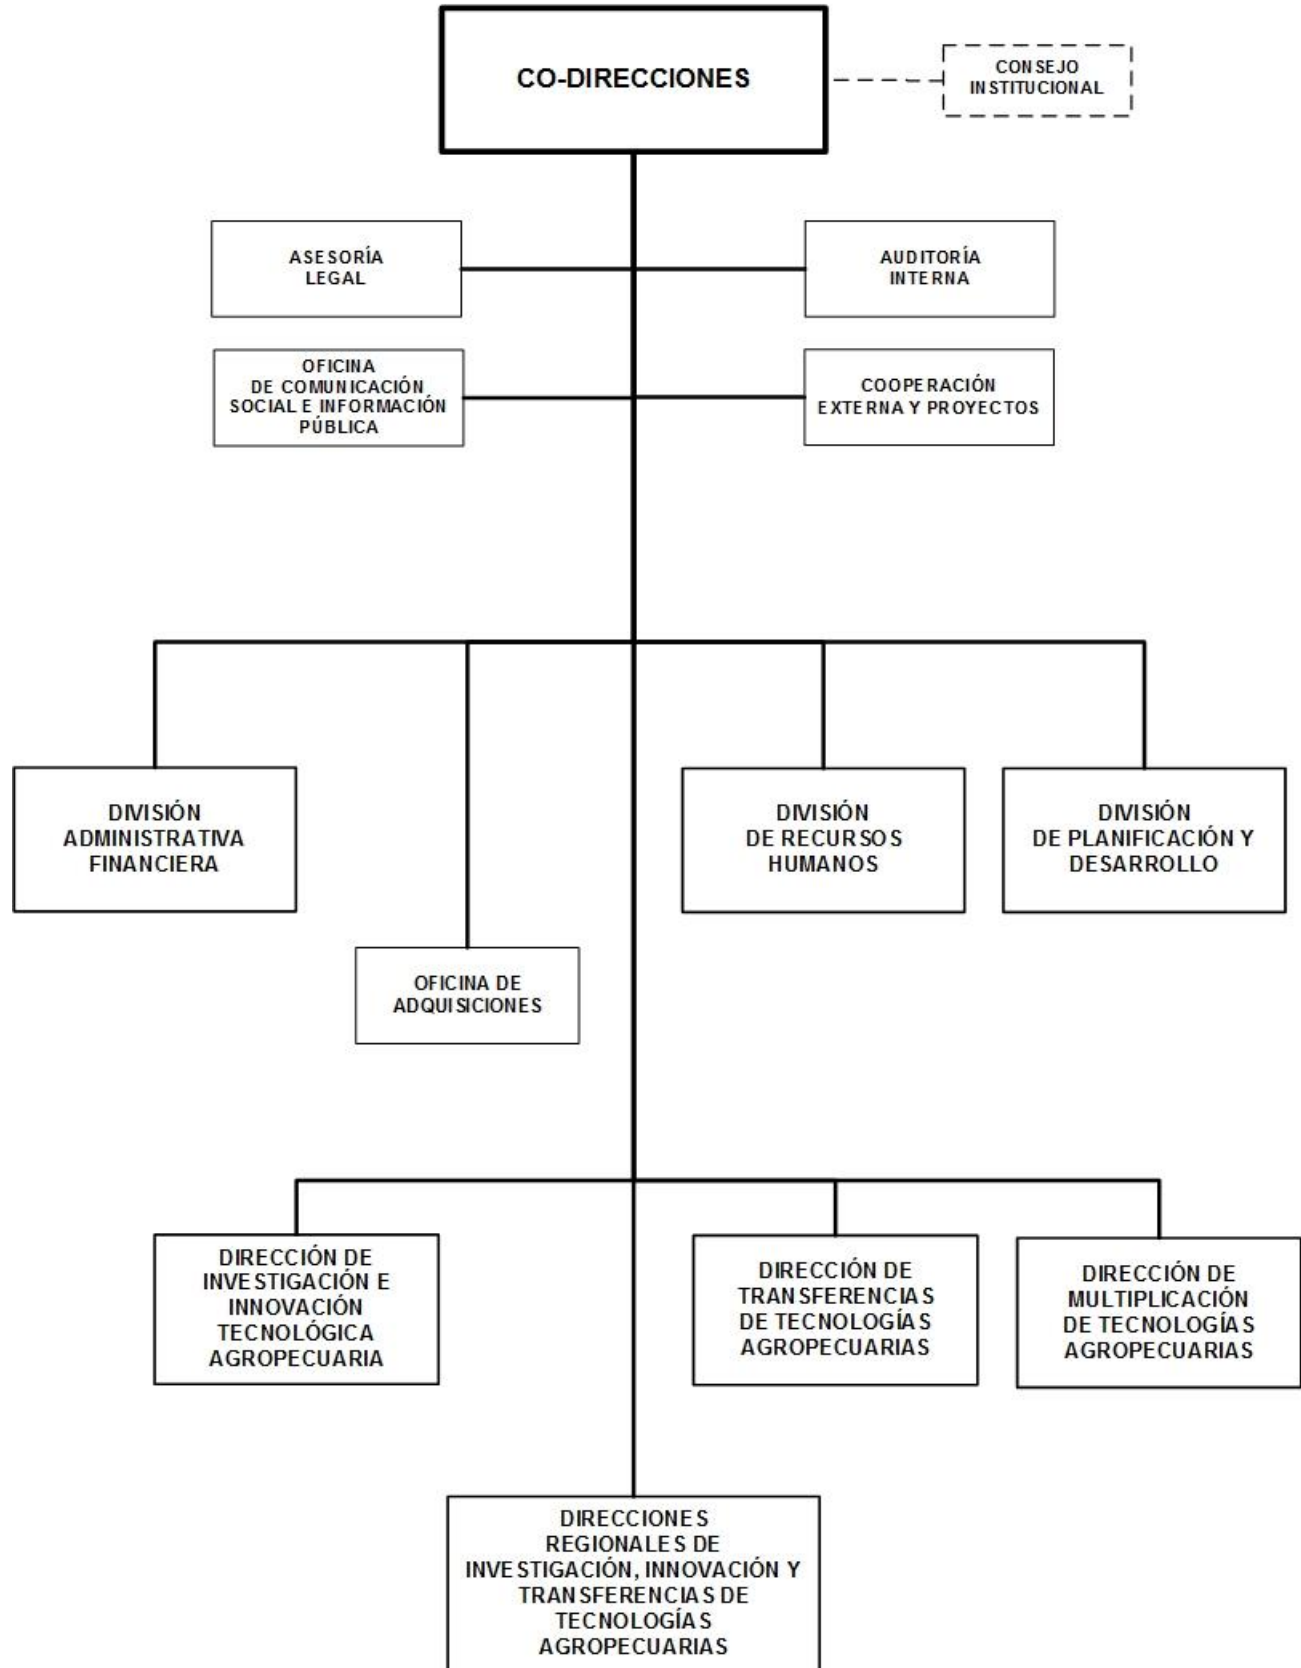 CO-DIRECCIONES
CONSEJO
INSTITUCIONAL
ASESORÍA
LEGAL
AUDITORÍA
INTERNA
OFICINA
DE COMUNICACIÓN
SOCIAL E INFORMACIÓN
PÚBLICA
COOPERACIÓN
EXTERNA Y PROYECTOS
DIVISIÓN
ADMINISTRATIVA
FINANCIERA
DIVISIÓN
DE RECURSOS
HUMANOS
DIVISIÓN
DE PLANIFICACIÓN Y
DESARROLLO
OFICINA DE
ADQUISICIONES
DIRECCIÓN DE
INVESTIGACIÓN E
INNOVACIÓN
TECNOLÓGICA
AGROPECUARIA
DIRECCIÓN DE
TRANSFERENCIAS
DE TECNOLOGÍAS
AGROPECUARIAS
DIRECCIÓN DE
MULTIPLICACIÓN
DE TECNOLOGÍAS
AGROPECUARIAS
DIRECCIONES
REGIONALES DE
INVESTIGACIÓN, INNOVACIÓN Y
TRANSFERENCIAS DE
TECNOLOGÍAS
AGROPECUARIAS